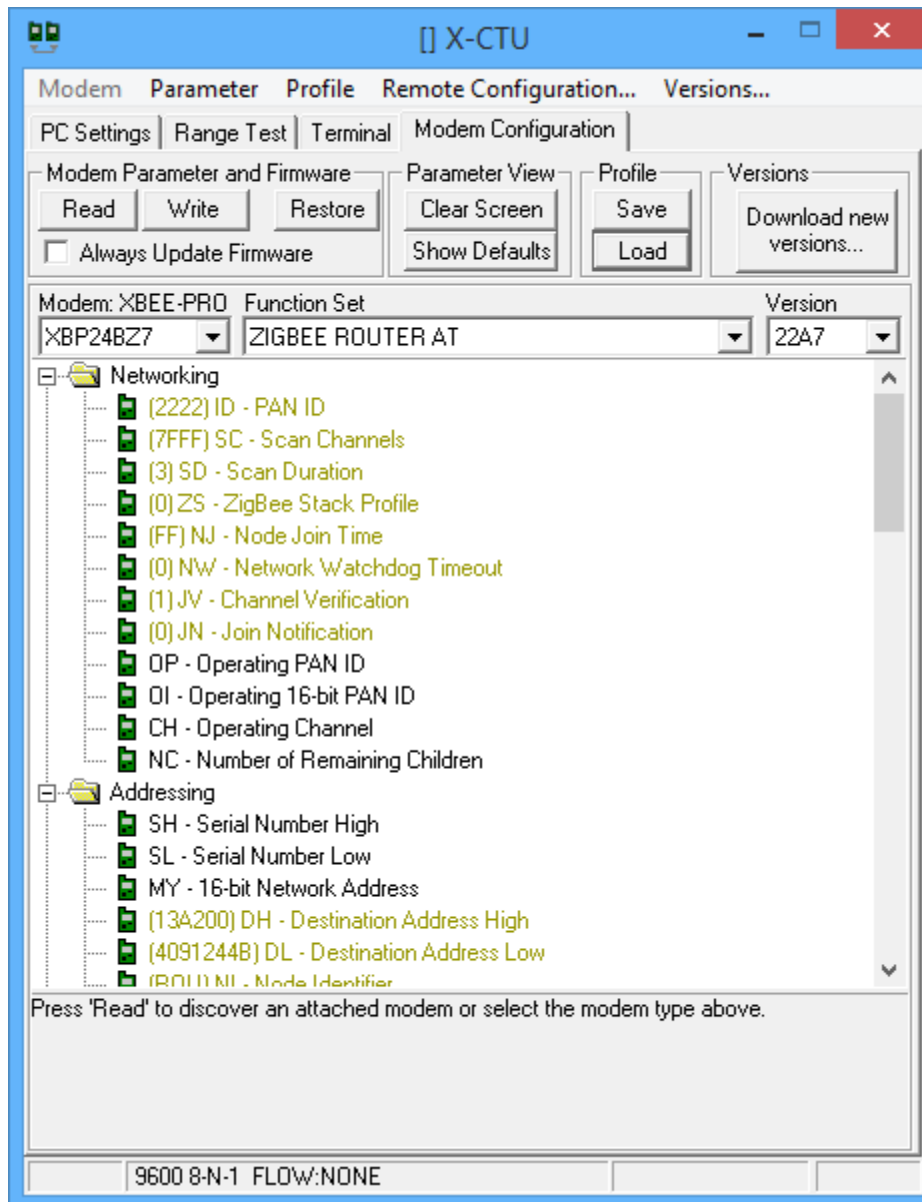 [] X-CTU
Modem Parameter Profile Remote Configuration... Versions...
PC Settings Range Test Terminal Modem Configuration
Modem Parameter and Firmware Parameter View Profile Versions
Read Write Restore Clear Screen Save Download new versions...
Always Update Firmware Show Defaults Load
Modem: XBEE-PRO Function Set Version
XBP24BZ7 ZIGBEE ROUTER AT 22A7
Networking
(2222) ID - PAN ID
(7FFF) SC - Scan Channels
(3) SD - Scan Duration
(0) ZS - ZigBee Stack Profile
(FF) NJ - Node Join Time
(0) NW - Network Watchdog Timeout
(1) JV - Channel Verification
(0) JN - Join Notification
OP - Operating PAN ID
OI - Operating 16-bit PAN ID
CH - Operating Channel
NC - Number of Remaining Children
Addressing
SH - Serial Number High
SL - Serial Number Low
MY - 16-bit Network Address
(13A200) DH - Destination Address High
(4091244B) DL - Destination Address Low
(ROU) NI - Node Identifier
Press 'Read' to discover an attached modem or select the modem type above.
9600 8-N-1 FLOW:NONE